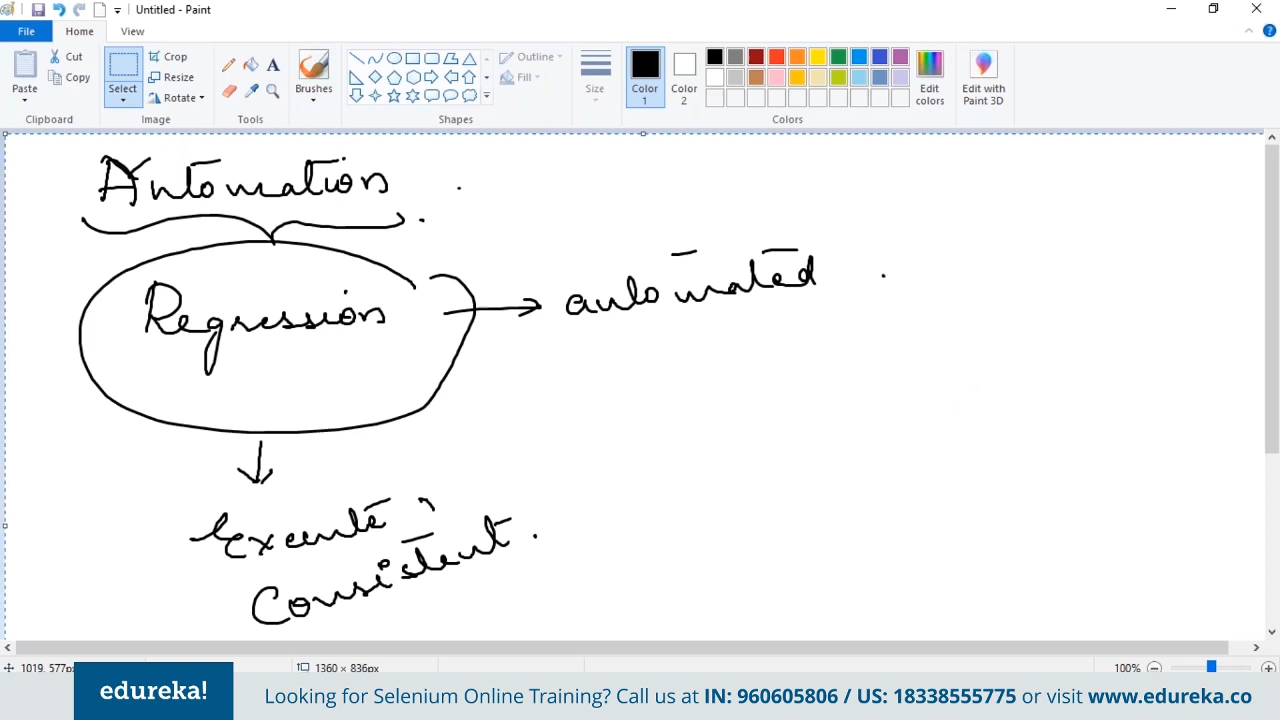 Untitled - Paint
File Home View
Paste
Cut
Copy
Clipboard
Select
Crop
Resize
Rotate
Image
A
Tools
Brushes
Shapes
Outline
Fill
Size
Color 1
Color 2
Colors
Edit colors
Edit with Paint 3D
Automation .
Regression
automated .
Execute
Consistent .
1019, 577px
1360 × 836px
100%
edureka!
Looking for Selenium Online Training? Call us at IN: 960605806 / US: 18338555775 or visit www.edureka.co